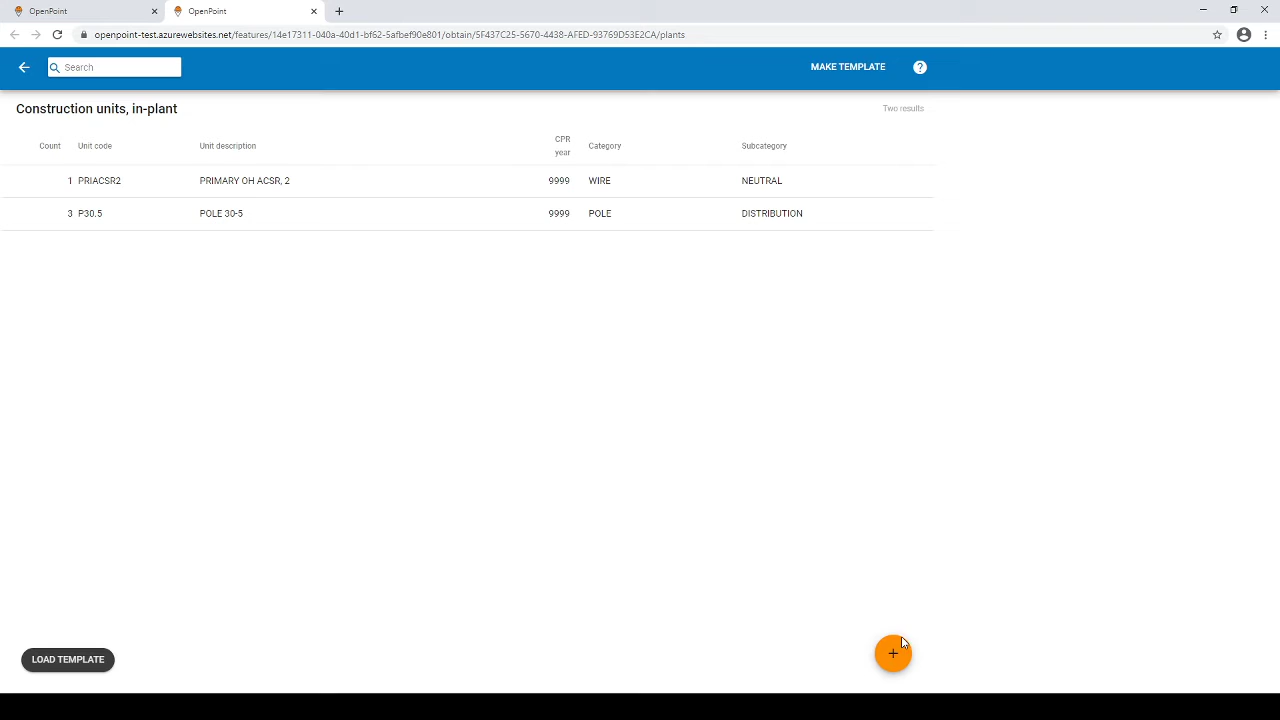 OpenPoint
OpenPoint
openpoint-test.azurewebsites.net/features/14e17311-040a-40d1-bf62-5afbef90e801/obtain/5F437C25-5670-4438-AFED-93769D53E2CA/plants
Search
MAKE TEMPLATE
?
Construction units, in-plant
Two results
Count Unit code Unit description CPR year Category Subcategory
1 PRIACSR2 PRIMARY OH ACSR, 2 9999 WIRE NEUTRAL
3 P30.5 POLE 30-5 9999 POLE DISTRIBUTION
LOAD TEMPLATE
+